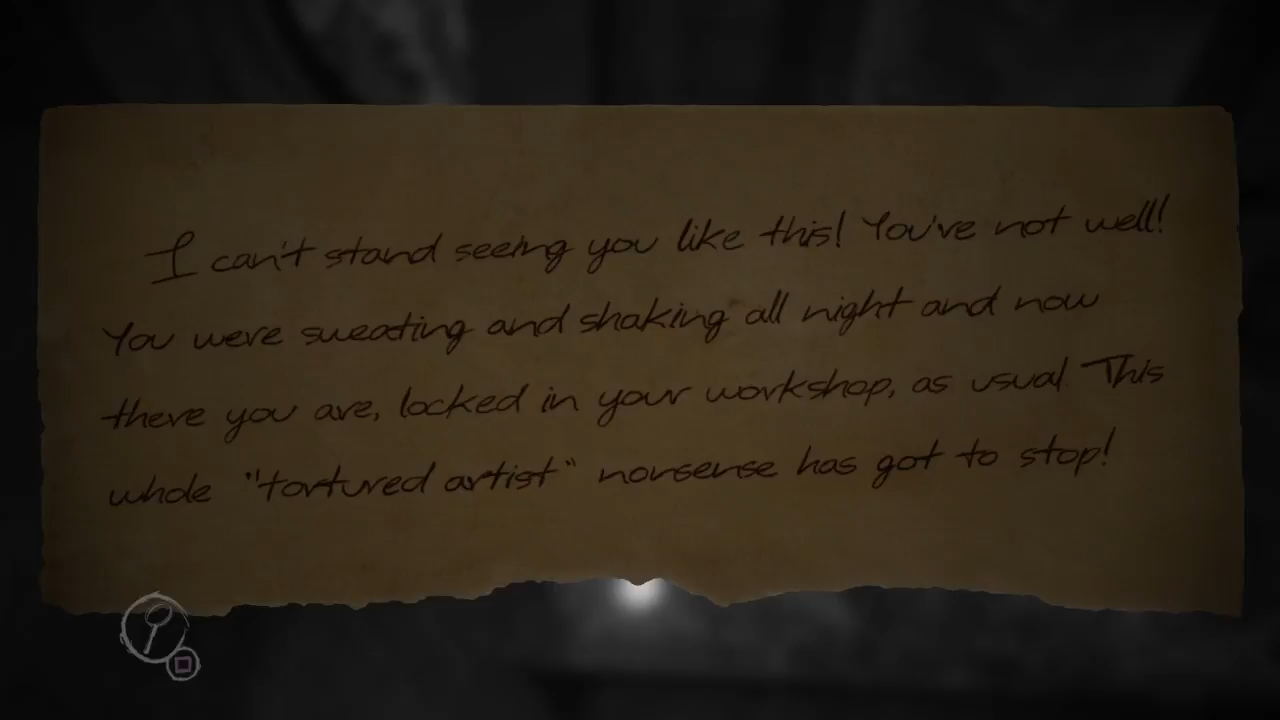 I can't stand seeing you like this! You've not well!
You were sweating and shaking all night and now
there you are, locked in your workshop, as usual. This
whole "tortured artist" nonsense has got to stop!